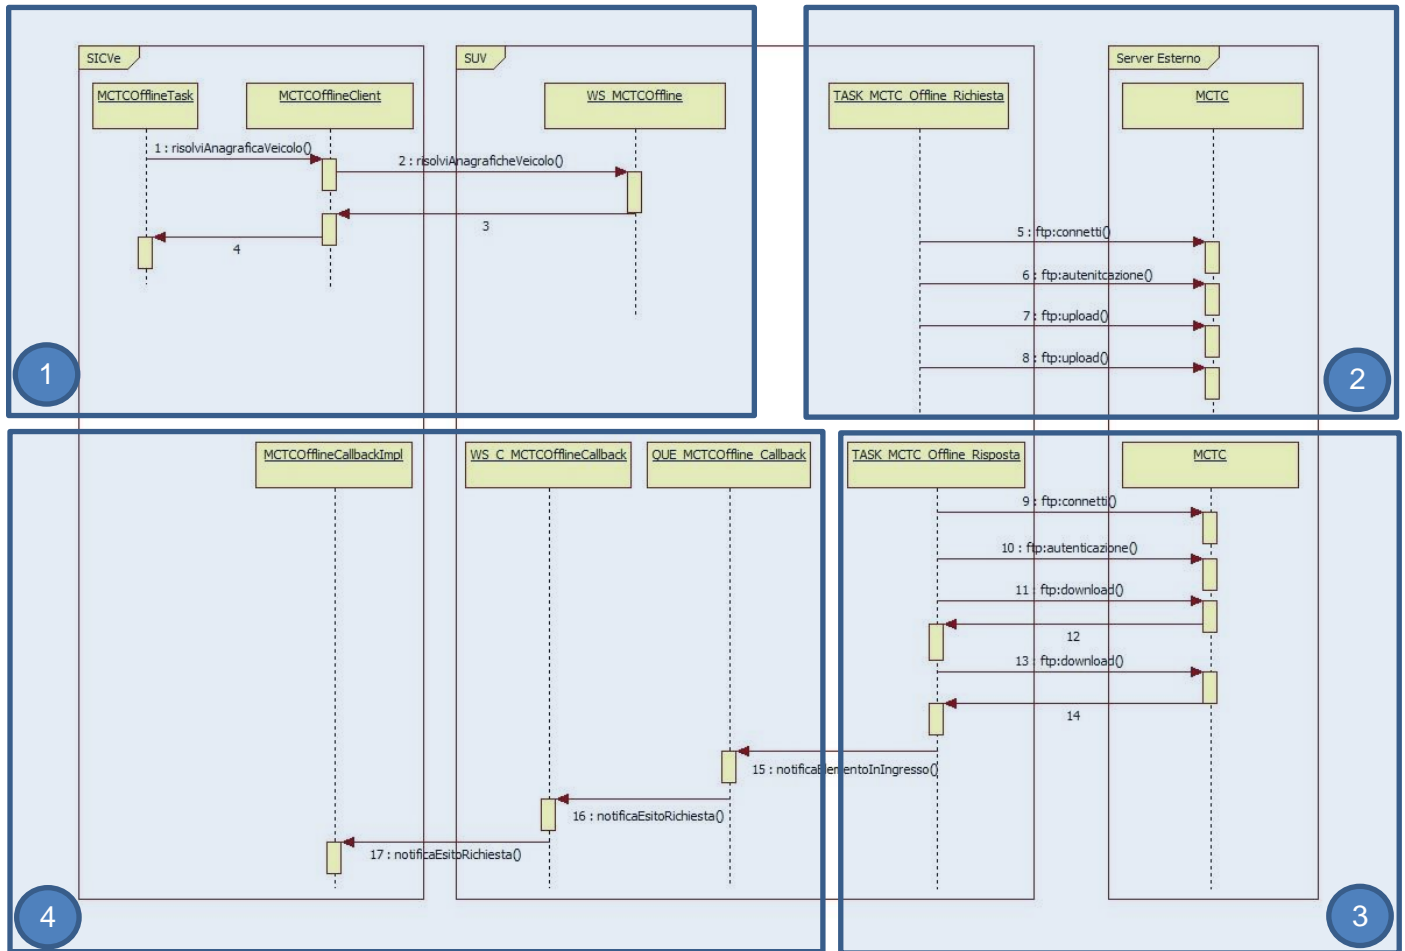 SICVe
SUV
Server Esterno
MCTCOfflineTask
MCTCOfflineClient
WS_MCTCOffline
TASK_MCTC_Offline_Richiesta
MCTC
1 : risolviAnagraficaVeicolo()
2 : risolviAnagraficheVeicolo()
3
4
5 : ftp:connetti()
6 : ftp:autenitcazione()
7 : ftp:upload()
8 : ftp:upload()
1
2
MCTCOfflineCallbackImpl
WS_C_MCTCOfflineCallback
QUE_MCTCOffline_Callback
TASK_MCTC_Offline_Risposta
MCTC
9 : ftp:connetti()
10 : ftp:autenticazione()
11 : ftp:download()
12
13 : ftp:download()
14
15 : notificaElementoInIngresso()
16 : notificaEsitoRichiesta()
17 : notificaEsitoRichiesta()
4
3